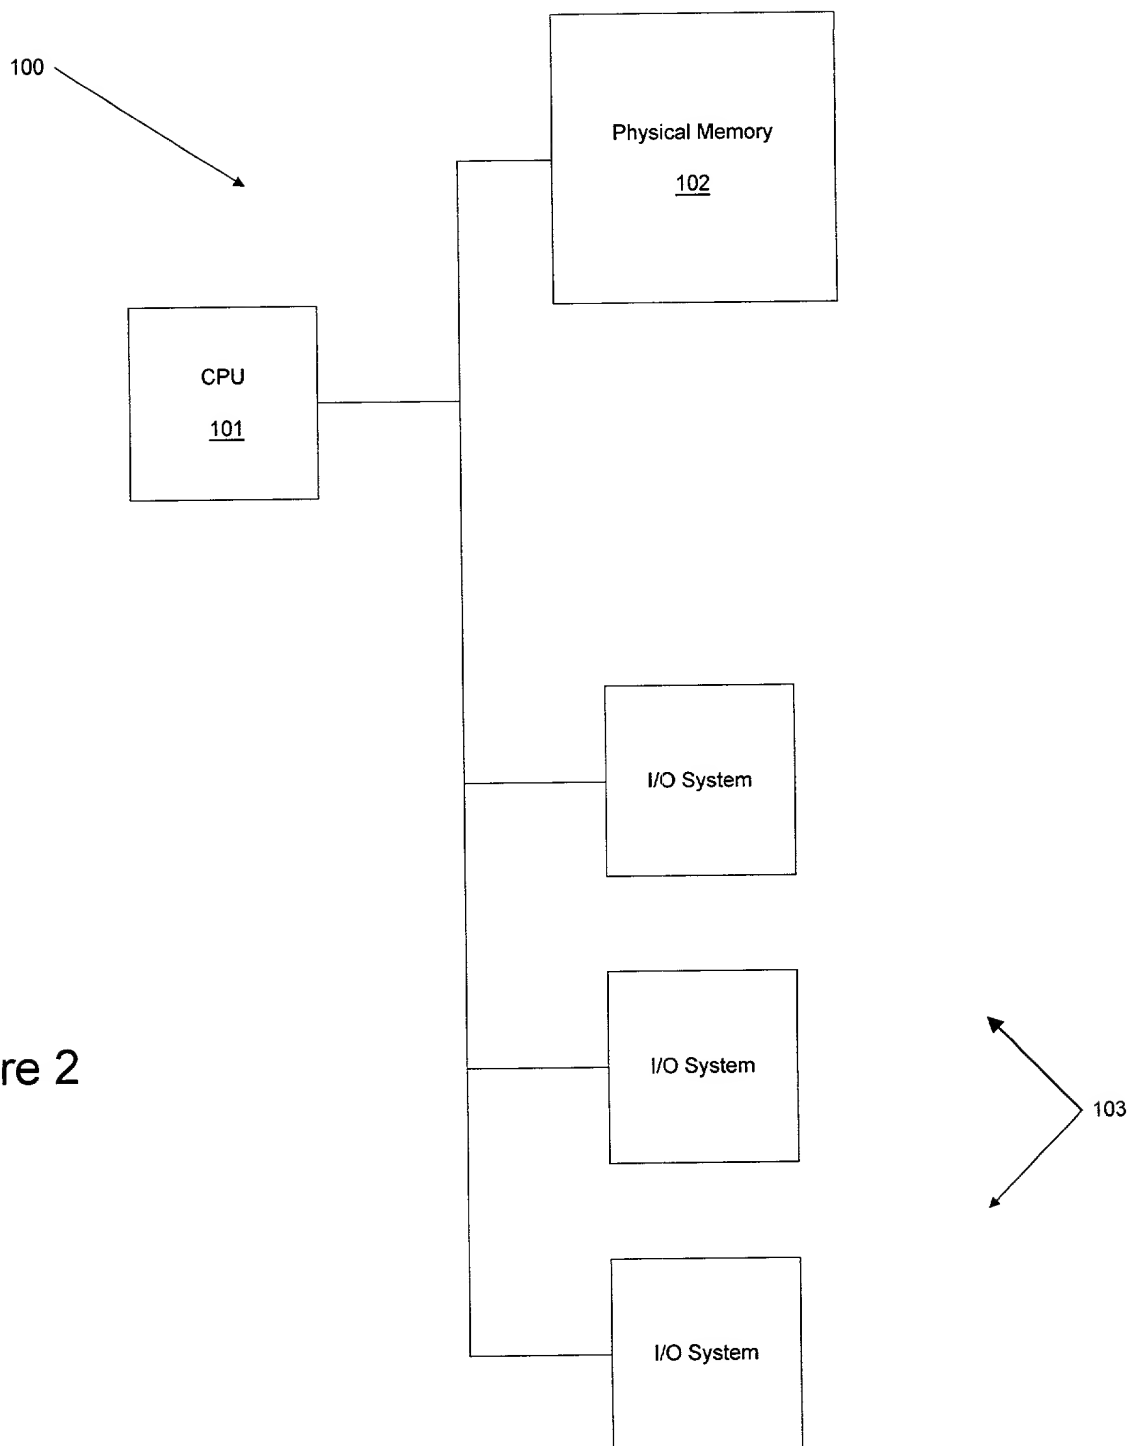 100
Physical Memory
102
CPU
101
I/O System
I/O System
re 2
103
I/O System